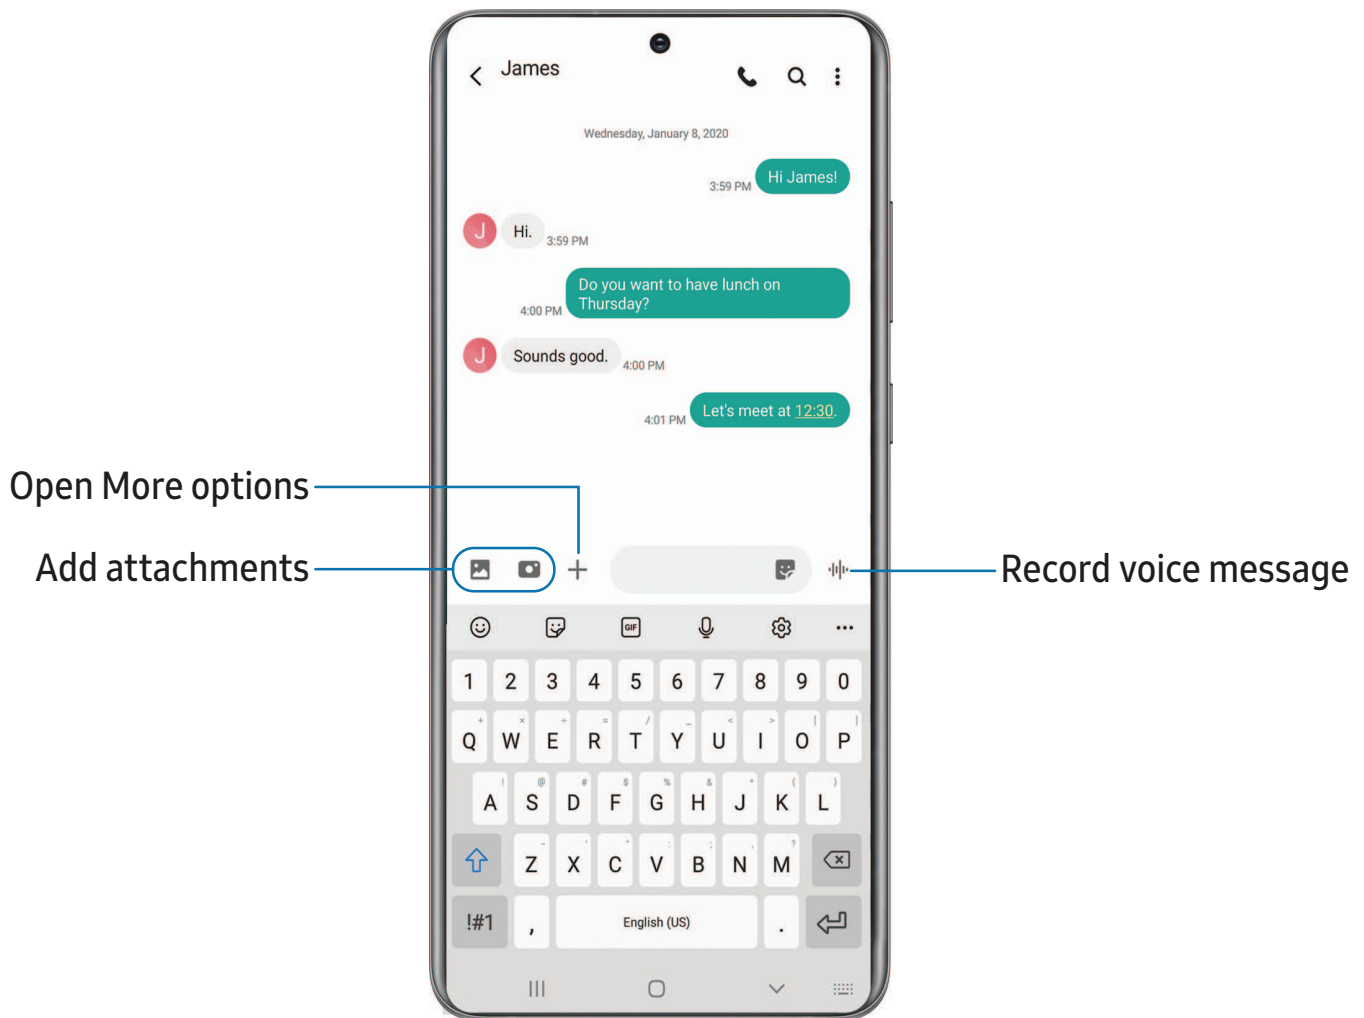 James
Wednesday, January 8, 2020
3:59 PM Hi James!
J Hi. 3:59 PM
Do you want to have lunch on
4:00 PM Thursday?
J Sounds good. 4:00 PM
4:01 PM Let's meet at 12:30.
Open More options
Add attachments
Record voice message
GIF
1 2 3 4 5 6 7 8 9 0
+ × ÷ = / _ < > [ ]
Q W E R T Y U I O P
! @ # $ % & * ( )
A S D F G H J K L
- ' " : ; , ?
Z X C V B N M
!#1 , English (US) .